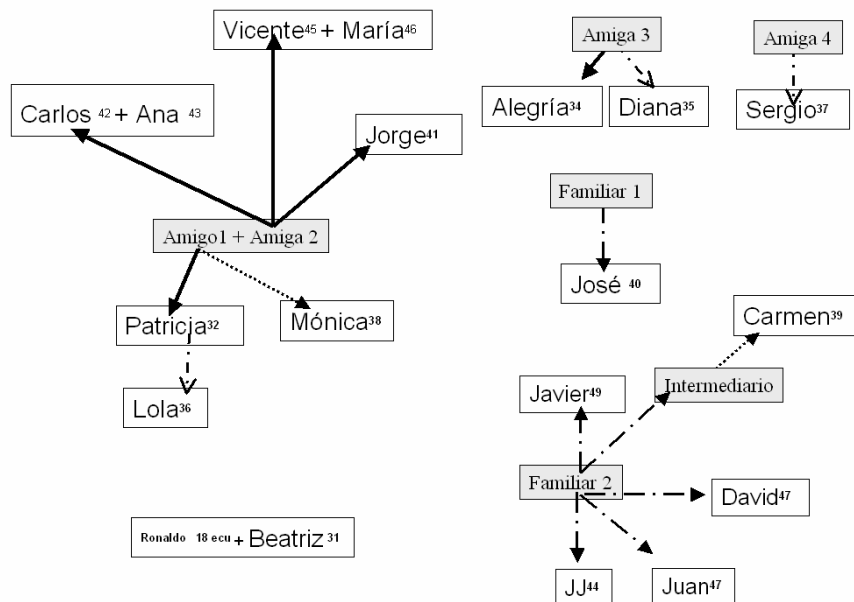 Vicente45 + María46
Amiga 3
Amiga 4
Carlos 42 + Ana 43
Alegría34
Diana35
Sergio37
Jorge41
Familiar 1
Amigo1 + Amiga 2
José 40
Patricia32
Mónica38
Carmen39
Lola36
Javier49
Intermediario
Familiar 2
David47
Ronaldo 18 ecu + Beatriz 31
JJ44
Juan47